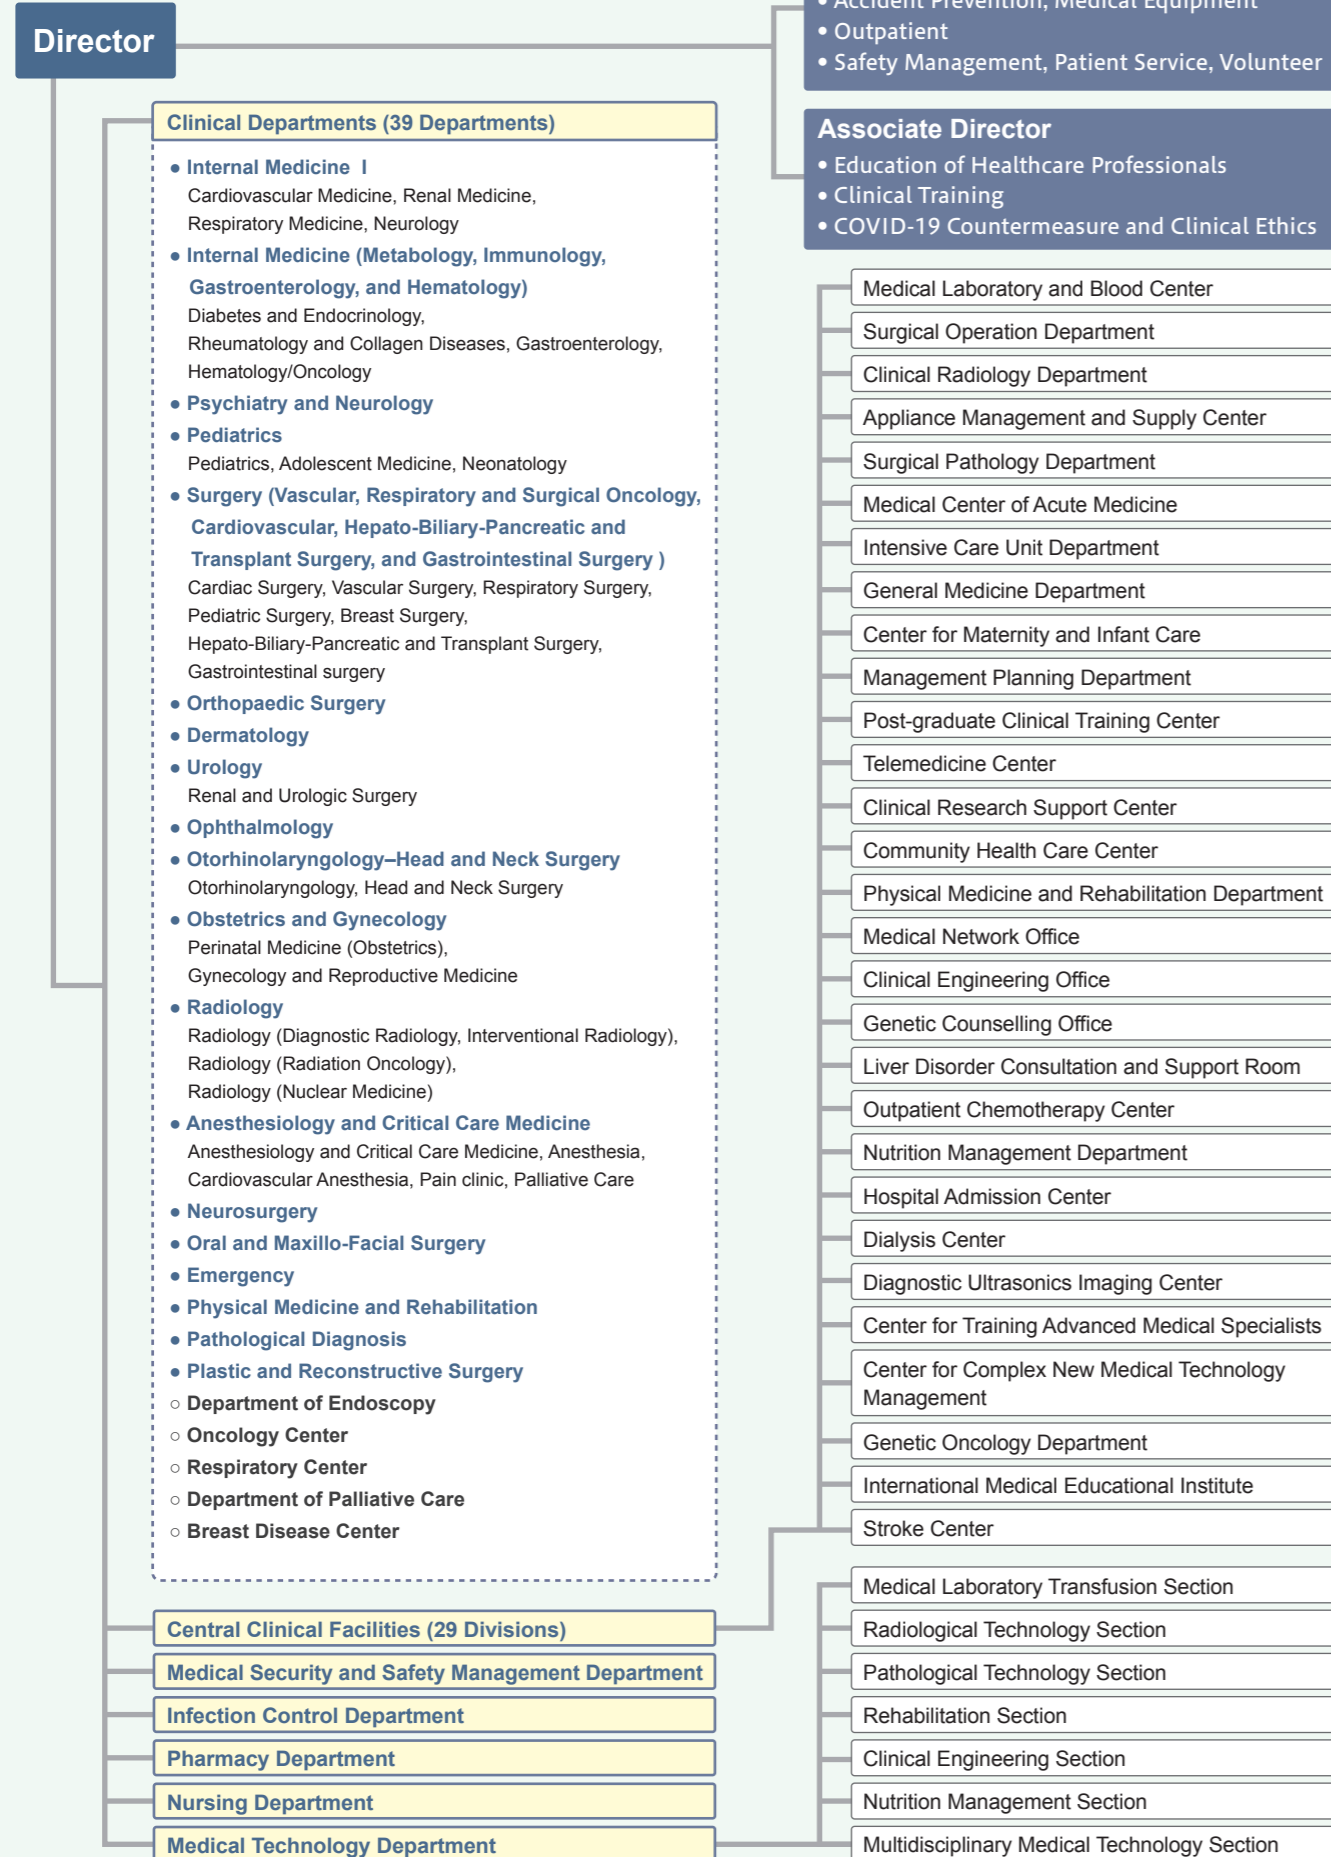 Director
• Accident Prevention, Medical Equipment
• Outpatient
• Safety Management, Patient Service, Volunteer
Associate Director
• Education of Healthcare Professionals
• Clinical Training
• COVID-19 Countermeasure and Clinical Ethics
Clinical Departments (39 Departments)
● Internal Medicine I
Cardiovascular Medicine, Renal Medicine,
Respiratory Medicine, Neurology
● Internal Medicine (Metabology, Immunology,
Gastroenterology, and Hematology)
Diabetes and Endocrinology,
Rheumatology and Collagen Diseases, Gastroenterology,
Hematology/Oncology
● Psychiatry and Neurology
● Pediatrics
Pediatrics, Adolescent Medicine, Neonatology
● Surgery (Vascular, Respiratory and Surgical Oncology,
Cardiovascular, Hepato-Biliary-Pancreatic and
Transplant Surgery, and Gastrointestinal Surgery )
Cardiac Surgery, Vascular Surgery, Respiratory Surgery,
Pediatric Surgery, Breast Surgery,
Hepato-Biliary-Pancreatic and Transplant Surgery,
Gastrointestinal surgery
● Orthopaedic Surgery
● Dermatology
● Urology
Renal and Urologic Surgery
● Ophthalmology
● Otorhinolaryngology–Head and Neck Surgery
Otorhinolaryngology, Head and Neck Surgery
● Obstetrics and Gynecology
Perinatal Medicine (Obstetrics),
Gynecology and Reproductive Medicine
● Radiology
Radiology (Diagnostic Radiology, Interventional Radiology),
Radiology (Radiation Oncology),
Radiology (Nuclear Medicine)
● Anesthesiology and Critical Care Medicine
Anesthesiology and Critical Care Medicine, Anesthesia,
Cardiovascular Anesthesia, Pain clinic, Palliative Care
● Neurosurgery
● Oral and Maxillo-Facial Surgery
● Emergency
● Physical Medicine and Rehabilitation
● Pathological Diagnosis
● Plastic and Reconstructive Surgery
○ Department of Endoscopy
○ Oncology Center
○ Respiratory Center
○ Department of Palliative Care
○ Breast Disease Center
Central Clinical Facilities (29 Divisions)
Medical Security and Safety Management Department
Infection Control Department
Pharmacy Department
Nursing Department
Medical Technology Department
Medical Laboratory and Blood Center
Surgical Operation Department
Clinical Radiology Department
Appliance Management and Supply Center
Surgical Pathology Department
Medical Center of Acute Medicine
Intensive Care Unit Department
General Medicine Department
Center for Maternity and Infant Care
Management Planning Department
Post-graduate Clinical Training Center
Telemedicine Center
Clinical Research Support Center
Community Health Care Center
Physical Medicine and Rehabilitation Department
Medical Network Office
Clinical Engineering Office
Genetic Counselling Office
Liver Disorder Consultation and Support Room
Outpatient Chemotherapy Center
Nutrition Management Department
Hospital Admission Center
Dialysis Center
Diagnostic Ultrasonics Imaging Center
Center for Training Advanced Medical Specialists
Center for Complex New Medical Technology
Management
Genetic Oncology Department
International Medical Educational Institute
Stroke Center
Medical Laboratory Transfusion Section
Radiological Technology Section
Pathological Technology Section
Rehabilitation Section
Clinical Engineering Section
Nutrition Management Section
Multidisciplinary Medical Technology Section